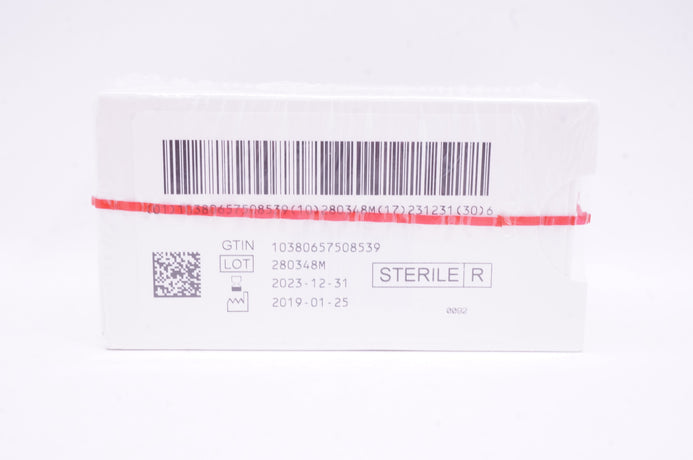 (01)10380657508539(10)280348M(17)231231(30)6
GTIN 10380657508539
LOT 280348M
2023-12-31
2019-01-25
STERILE R
0092